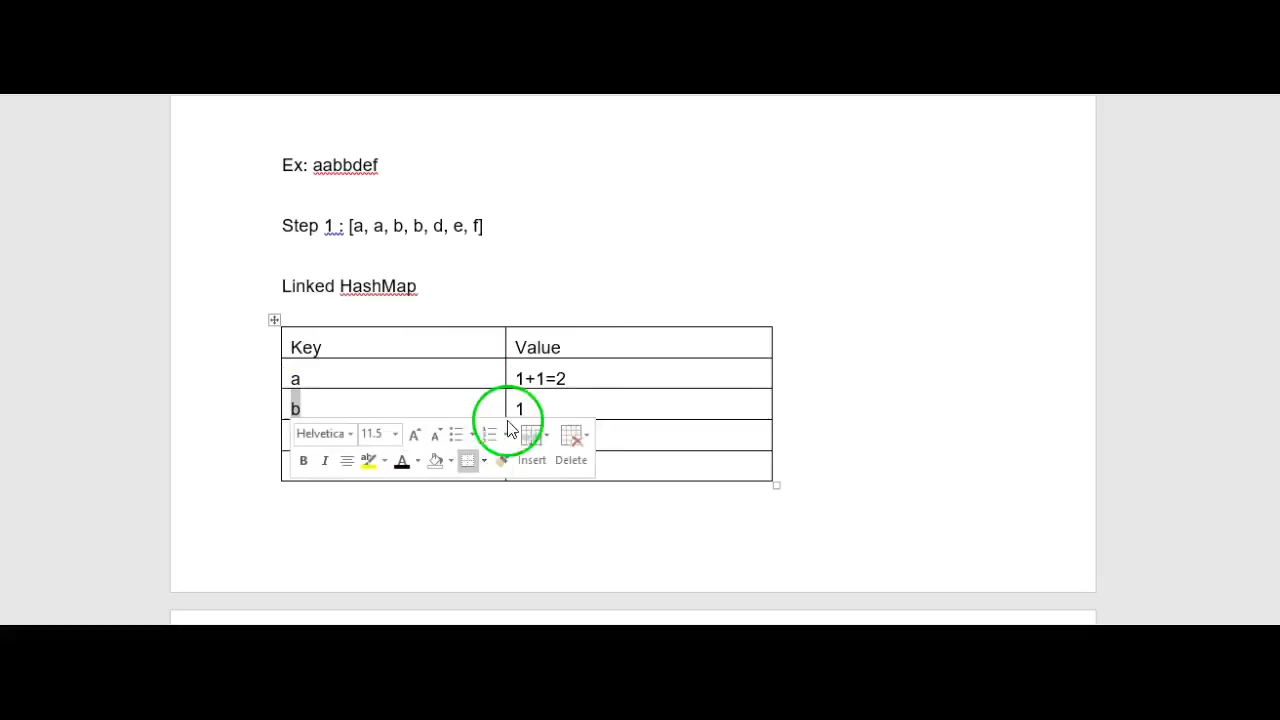 Ex: aabbdef
Step 1 : [a, a, b, b, d, e, f]
Linked HashMap
Key Value
a 1+1=2
b 1
Helvetica 11.5
B I A Insert Delete